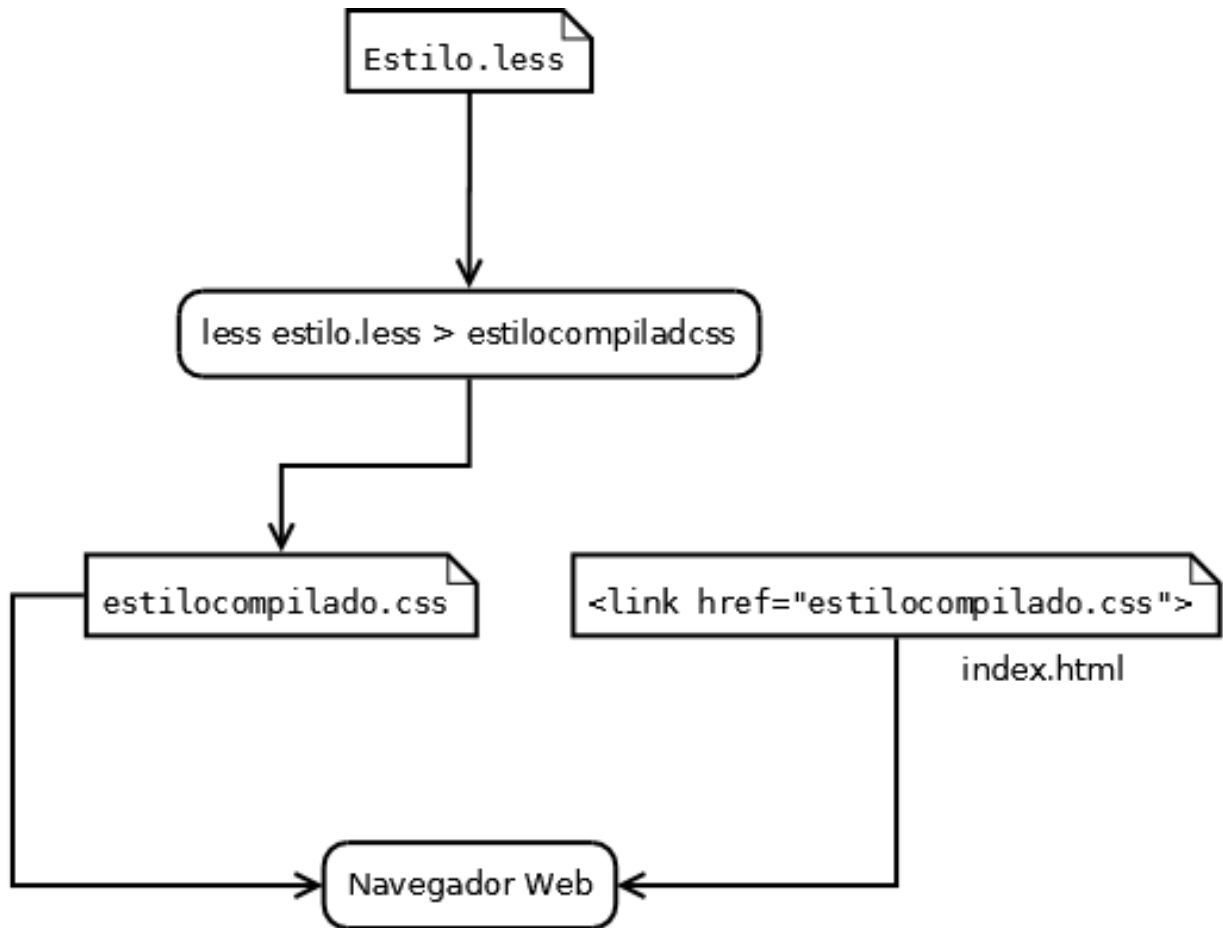 Estilo.less
less estilo.less > estilocompiladcss
estilocompilado.css
<link href="estilocompilado.css">
index.html
Navegador Web